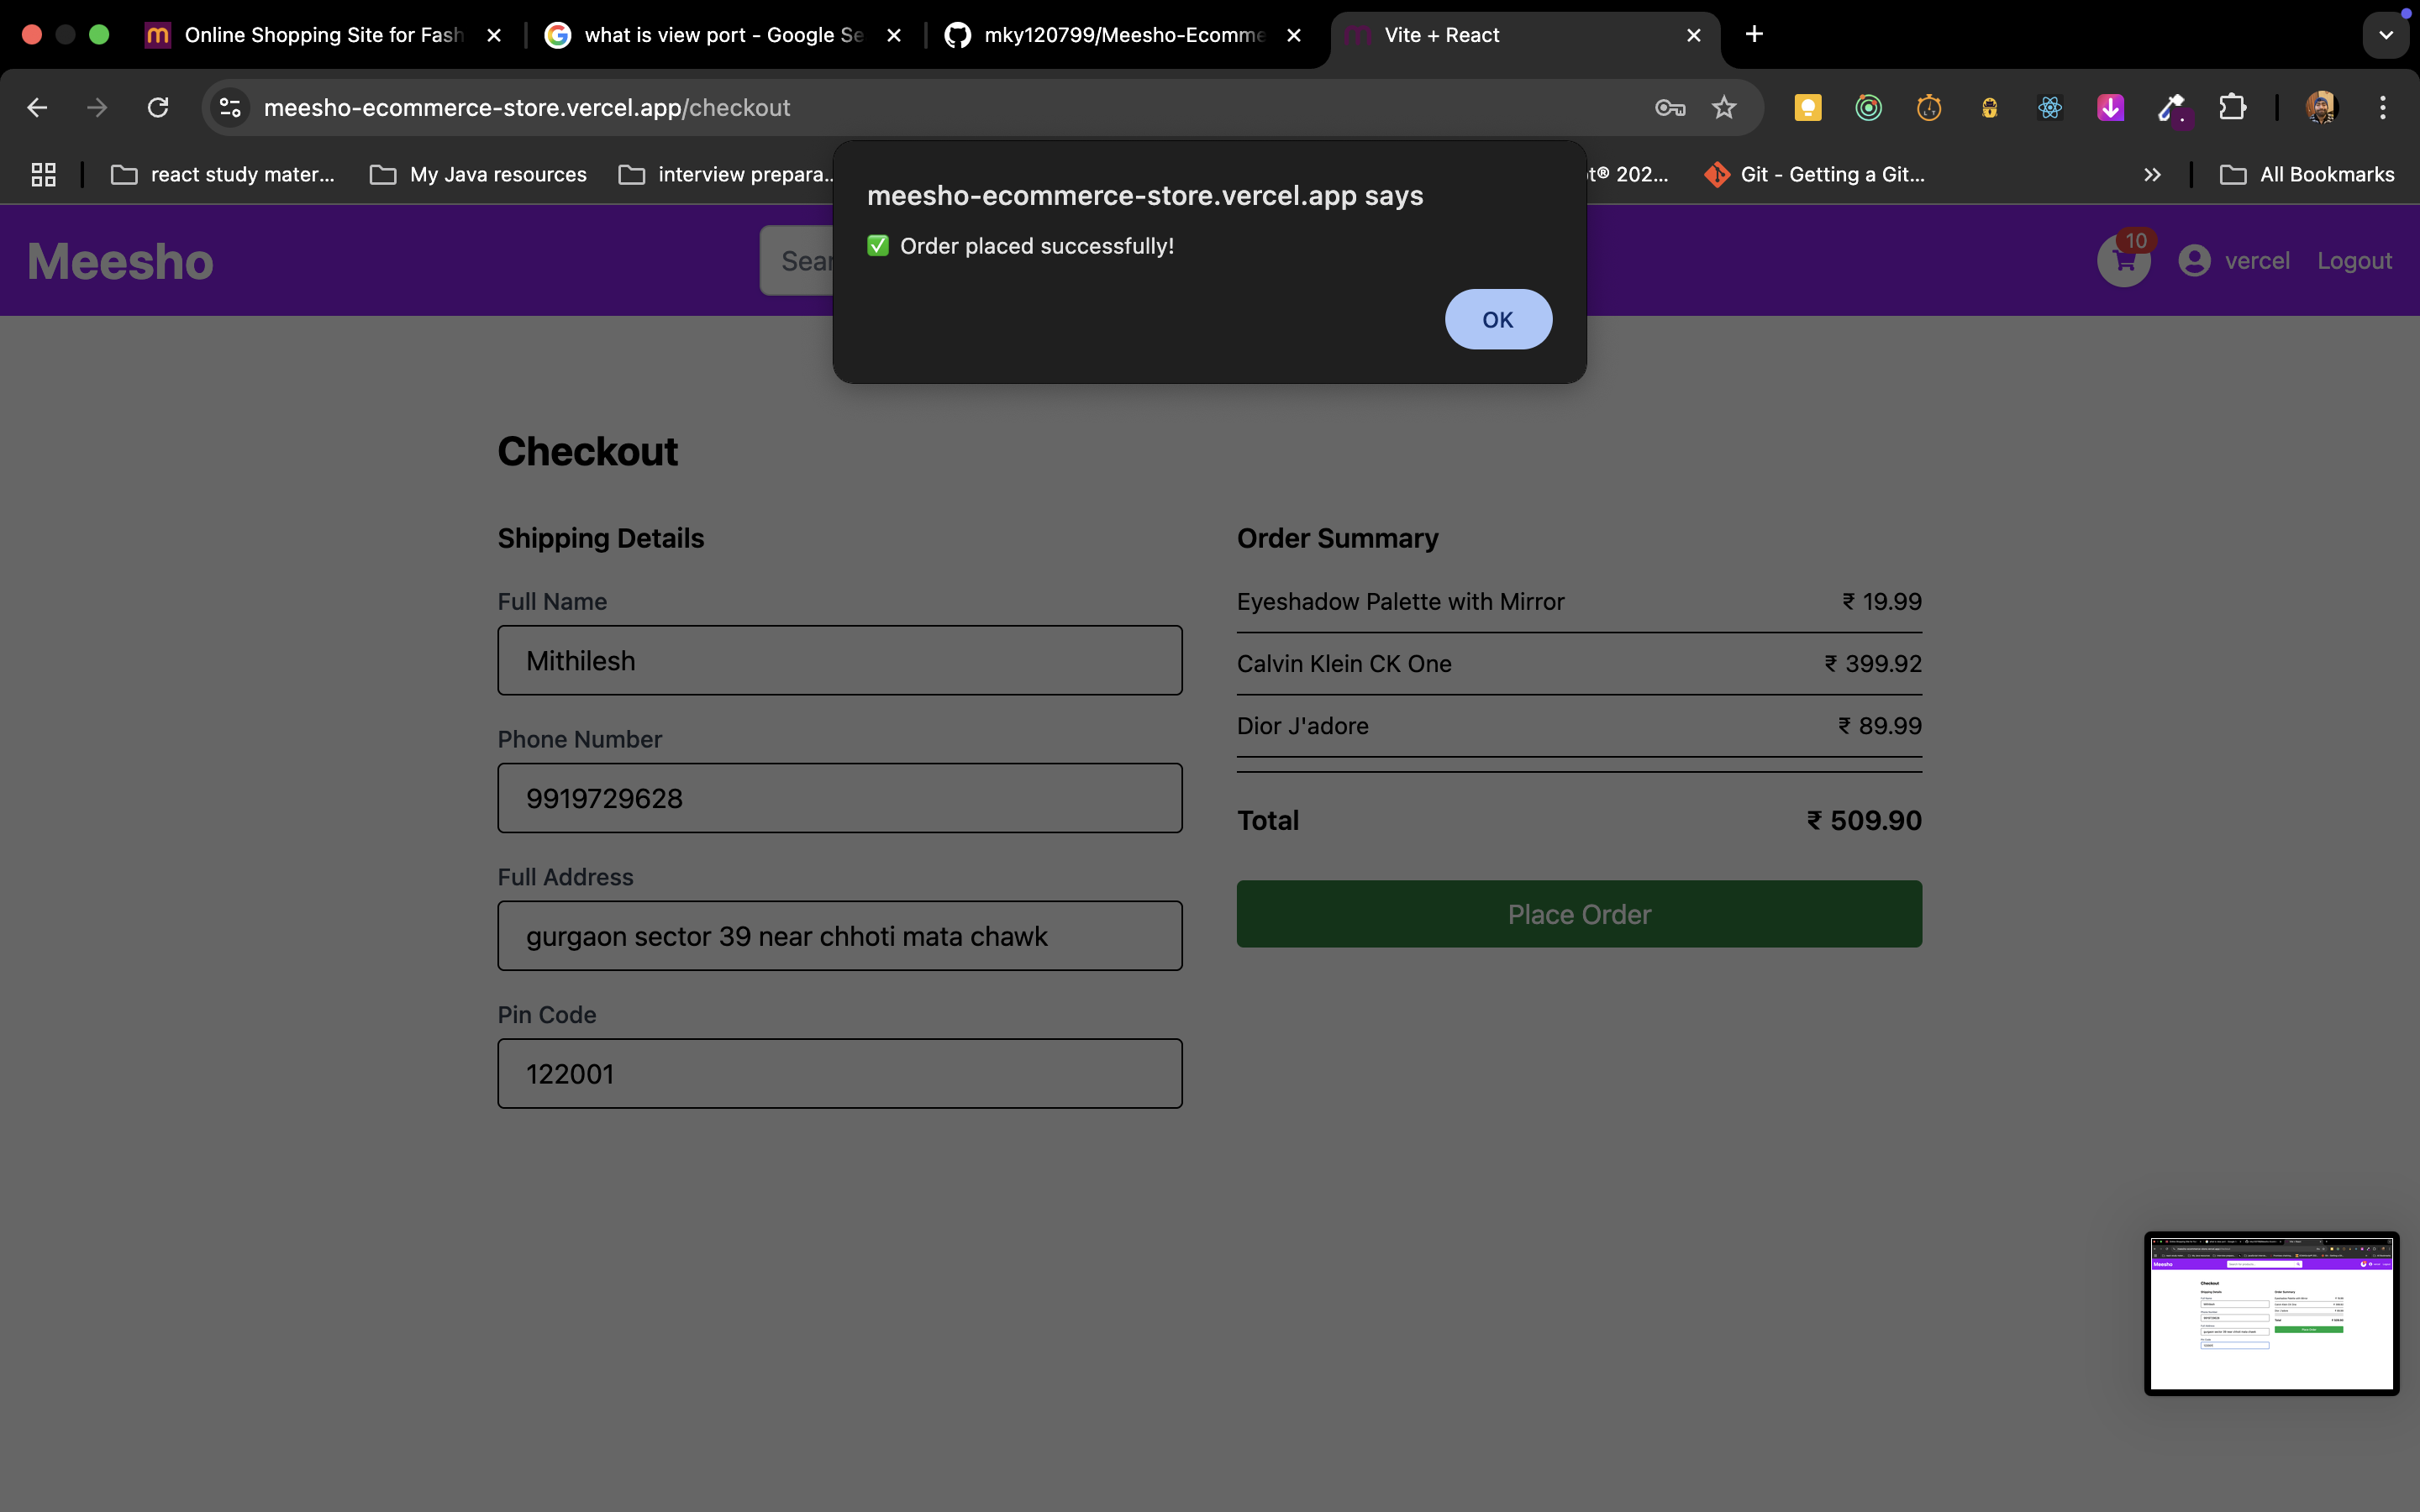 Online Shopping Site for Fash
what is view port - Google Se
mky120799/Meesho-Ecomme
Vite + React
meesho-ecommerce-store.vercel.app/checkout
react study mater...
My Java resources
interview prepara...
t® 202...
Git - Getting a Git...
All Bookmarks
meesho-ecommerce-store.vercel.app says
✅ Order placed successfully!
OK
Meesho
Sear
10
vercel
Logout
Checkout
Shipping Details
Full Name
Mithilesh
Phone Number
9919729628
Full Address
gurgaon sector 39 near chhoti mata chawk
Pin Code
122001
Order Summary
Eyeshadow Palette with Mirror ₹ 19.99
Calvin Klein CK One ₹ 399.92
Dior J'adore ₹ 89.99
Total ₹ 509.90
Place Order
Meesho
Checkout